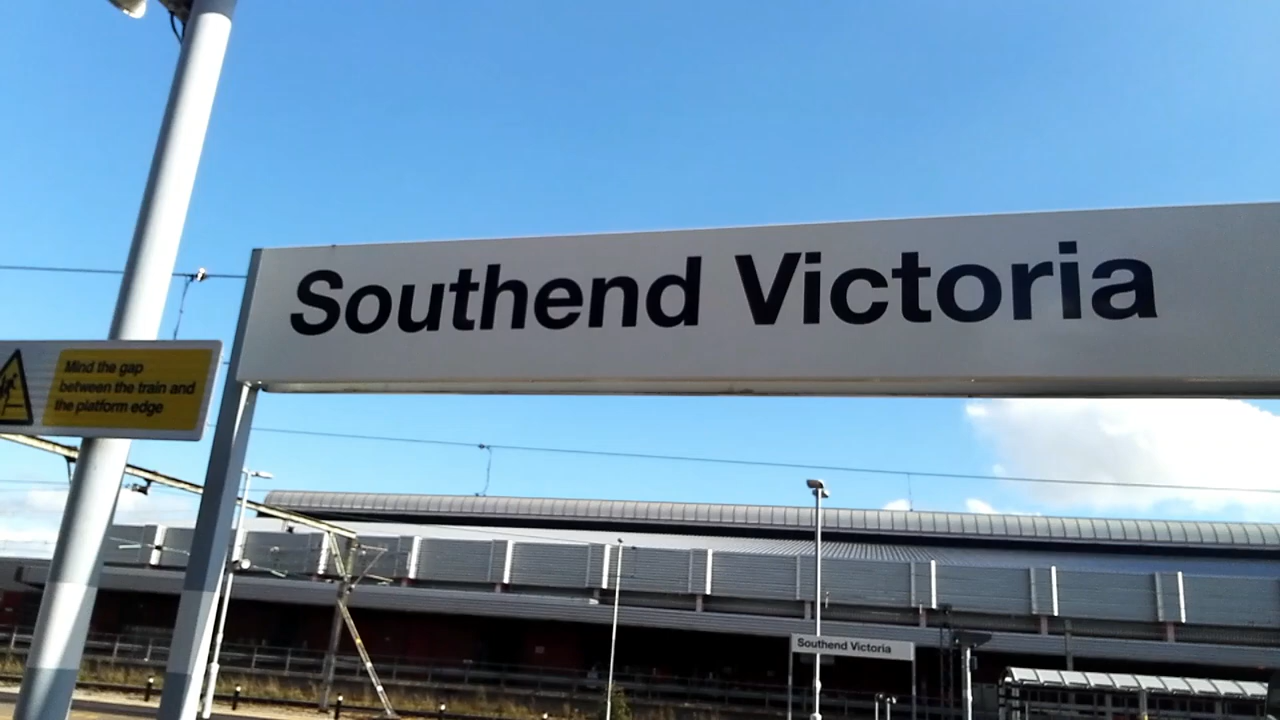 Southend Victoria
Mind the gap
between the train and
the platform edge
Southend Victoria